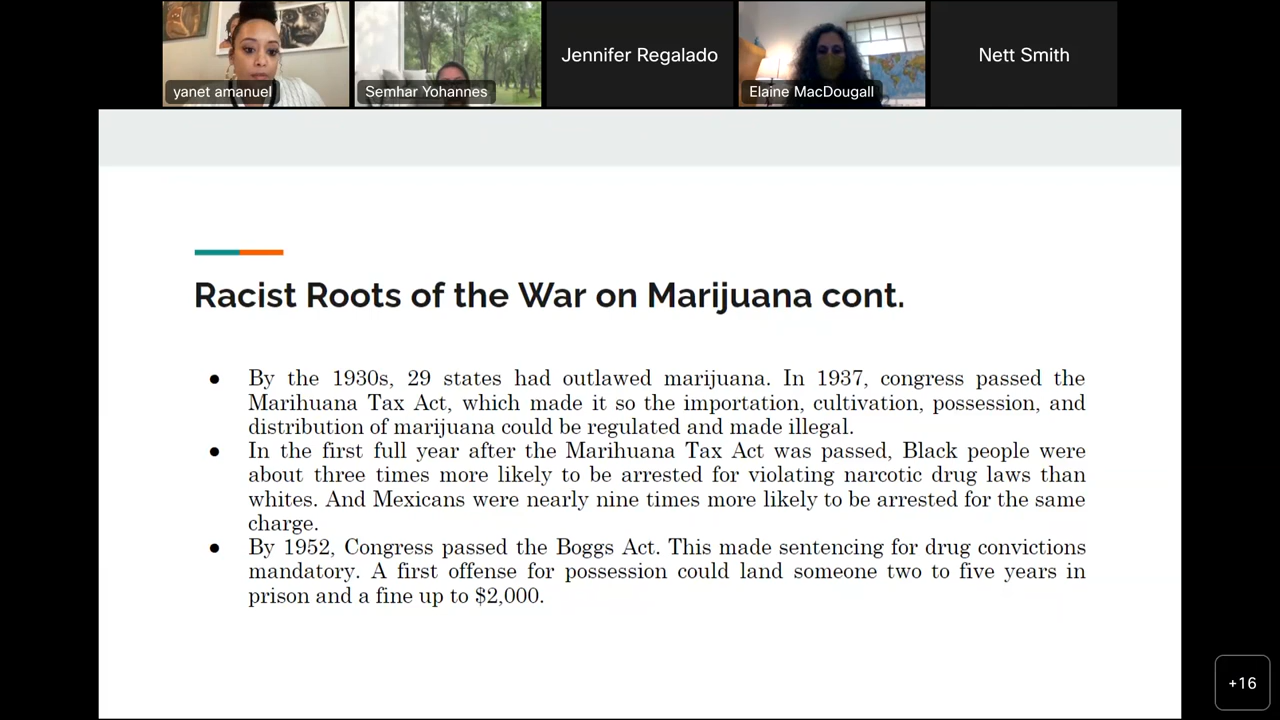 yanet amanuel
Semhar Yohannes
Jennifer Regalado
Elaine MacDougall
Nett Smith
Racist Roots of the War on Marijuana cont.
● By the 1930s, 29 states had outlawed marijuana. In 1937, congress passed the
Marihuana Tax Act, which made it so the importation, cultivation, possession, and
distribution of marijuana could be regulated and made illegal.
● In the first full year after the Marihuana Tax Act was passed, Black people were
about three times more likely to be arrested for violating narcotic drug laws than
whites. And Mexicans were nearly nine times more likely to be arrested for the same
charge.
● By 1952, Congress passed the Boggs Act. This made sentencing for drug convictions
mandatory. A first offense for possession could land someone two to five years in
prison and a fine up to $2,000.
+16